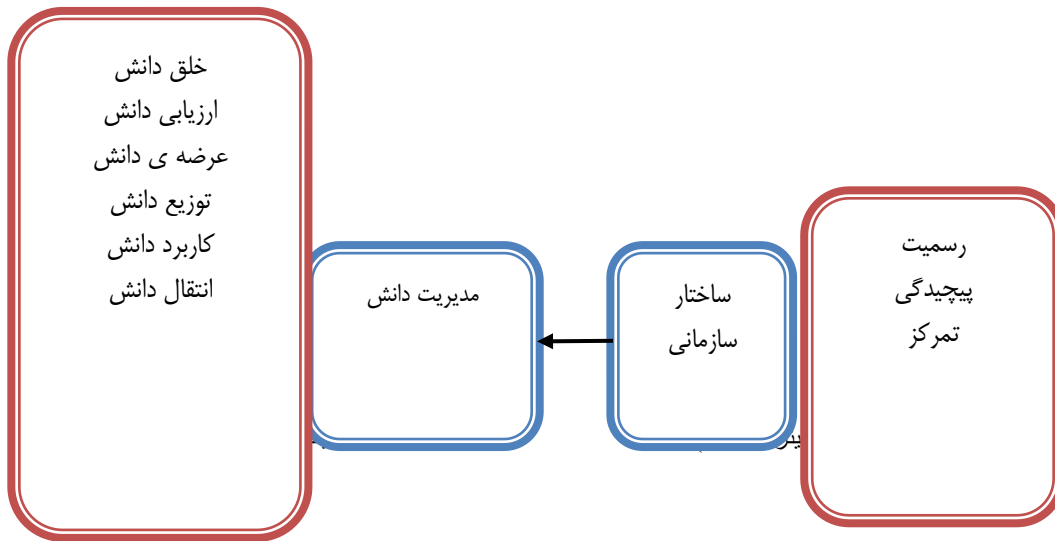 رسمیت
پیچیدگی
تمرکز
ساختار
سازمانی
مدیریت دانش
خلق دانش
ارزیابی دانش
عرضه ی دانش
توزیع دانش
کاربرد دانش
انتقال دانش